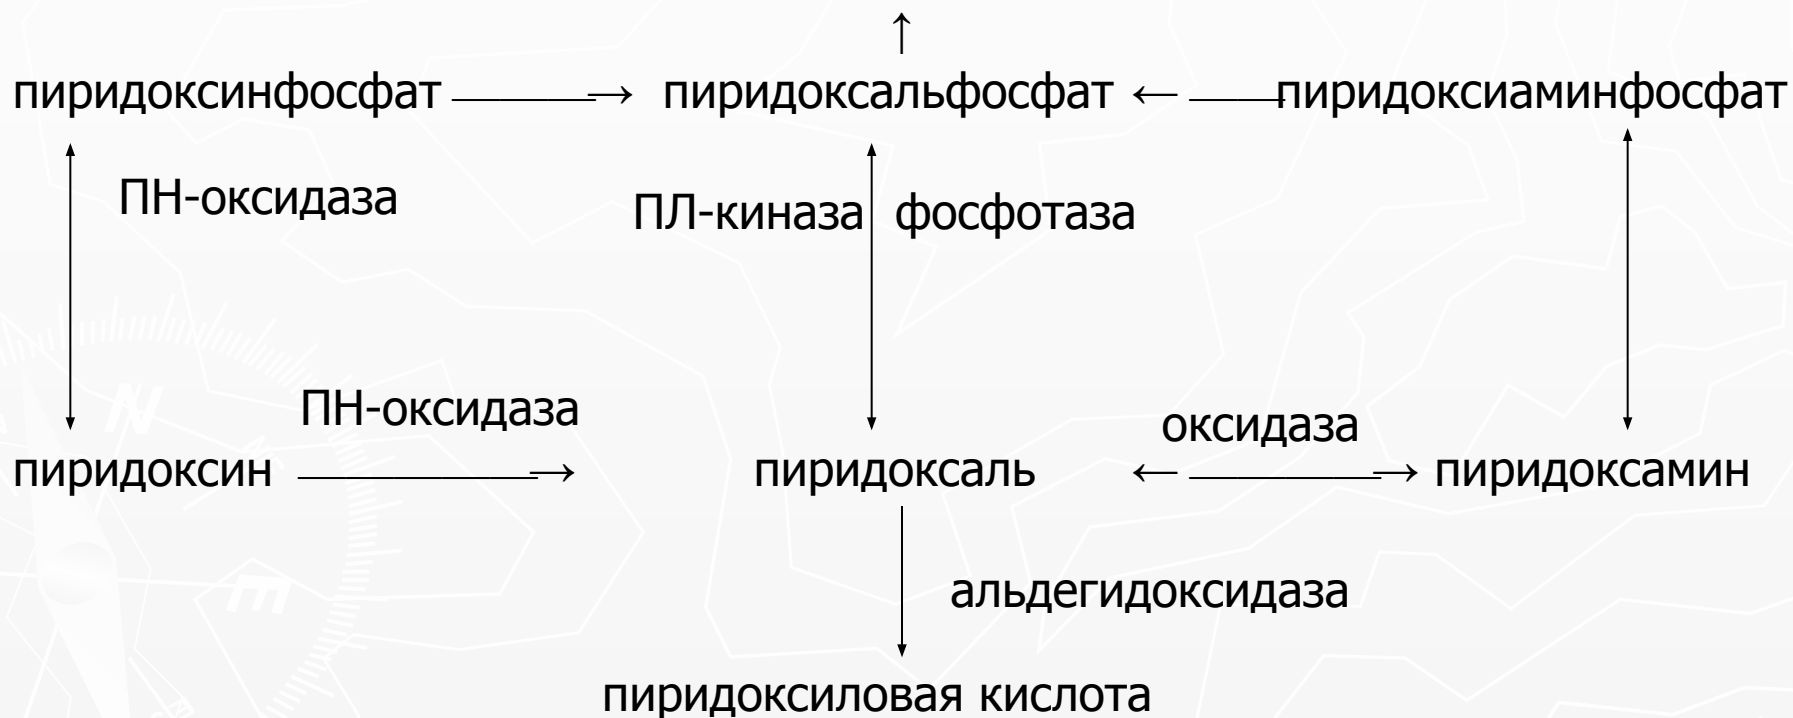 ↑
пиридоксинфосфат ⎯⎯⎯→ пиридоксальфосфат ← ⎯⎯пиридоксиаминфосфат
ПН-оксидаза
ПЛ-киназа фосфотаза
ПН-оксидаза
оксидаза
пиридоксин ⎯⎯⎯⎯⎯→ пиридоксаль ← ⎯⎯⎯⎯→ пиридоксамин
альдегидоксидаза
пиридоксиловая кислота
N
E